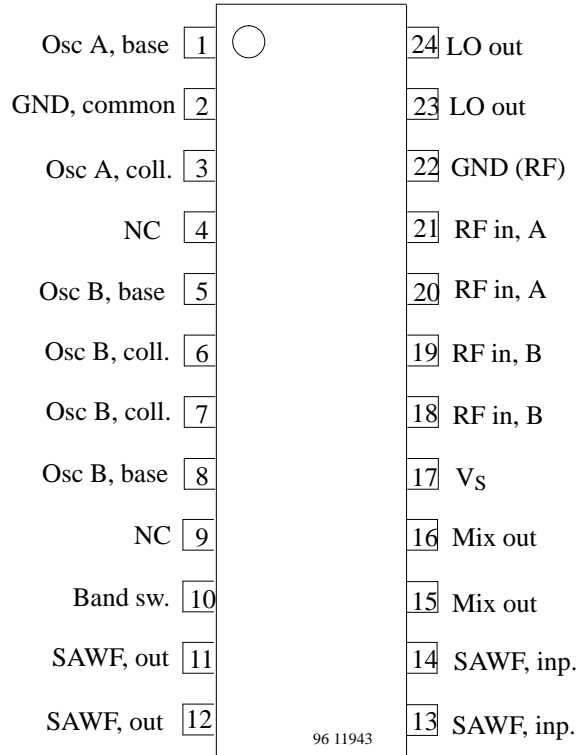 Osc A, base 1 24 LO out
GND, common 2 23 LO out
Osc A, coll. 3 22 GND (RF)
NC 4 21 RF in, A
Osc B, base 5 20 RF in, A
Osc B, coll. 6 19 RF in, B
Osc B, coll. 7 18 RF in, B
Osc B, base 8 17 VS
NC 9 16 Mix out
Band sw. 10 15 Mix out
SAWF, out 11 14 SAWF, inp.
SAWF, out 12 13 SAWF, inp.
96 11943